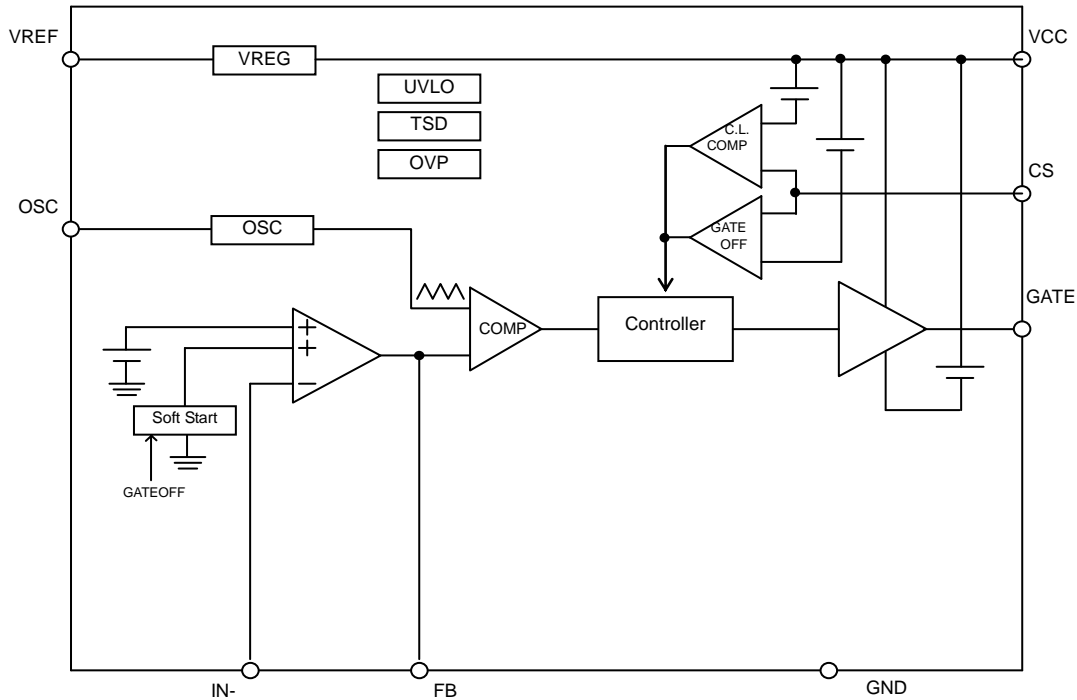 VREF
VCC
VREG
UVLO
TSD
OVP
C.L.
COMP
CS
OSC
OSC
GATE
OFF
GATE
COMP
Controller
+
+
−
Soft Start
GATEOFF
IN-
FB
GND